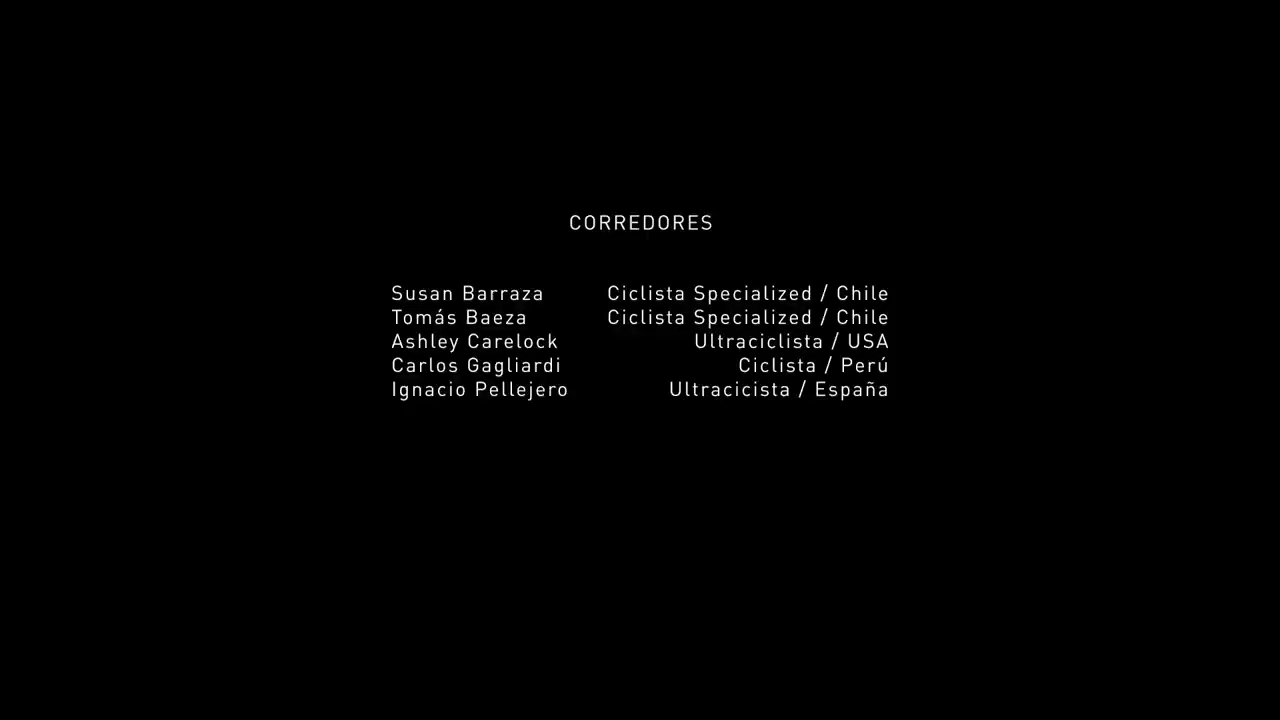 CORREDORES
Susan Barraza Ciclista Specialized / Chile
Tomás Baeza Ciclista Specialized / Chile
Ashley Carelock Ultraciclista / USA
Carlos Gagliardi Ciclista / Perú
Ignacio Pellejero Ultracicista / España